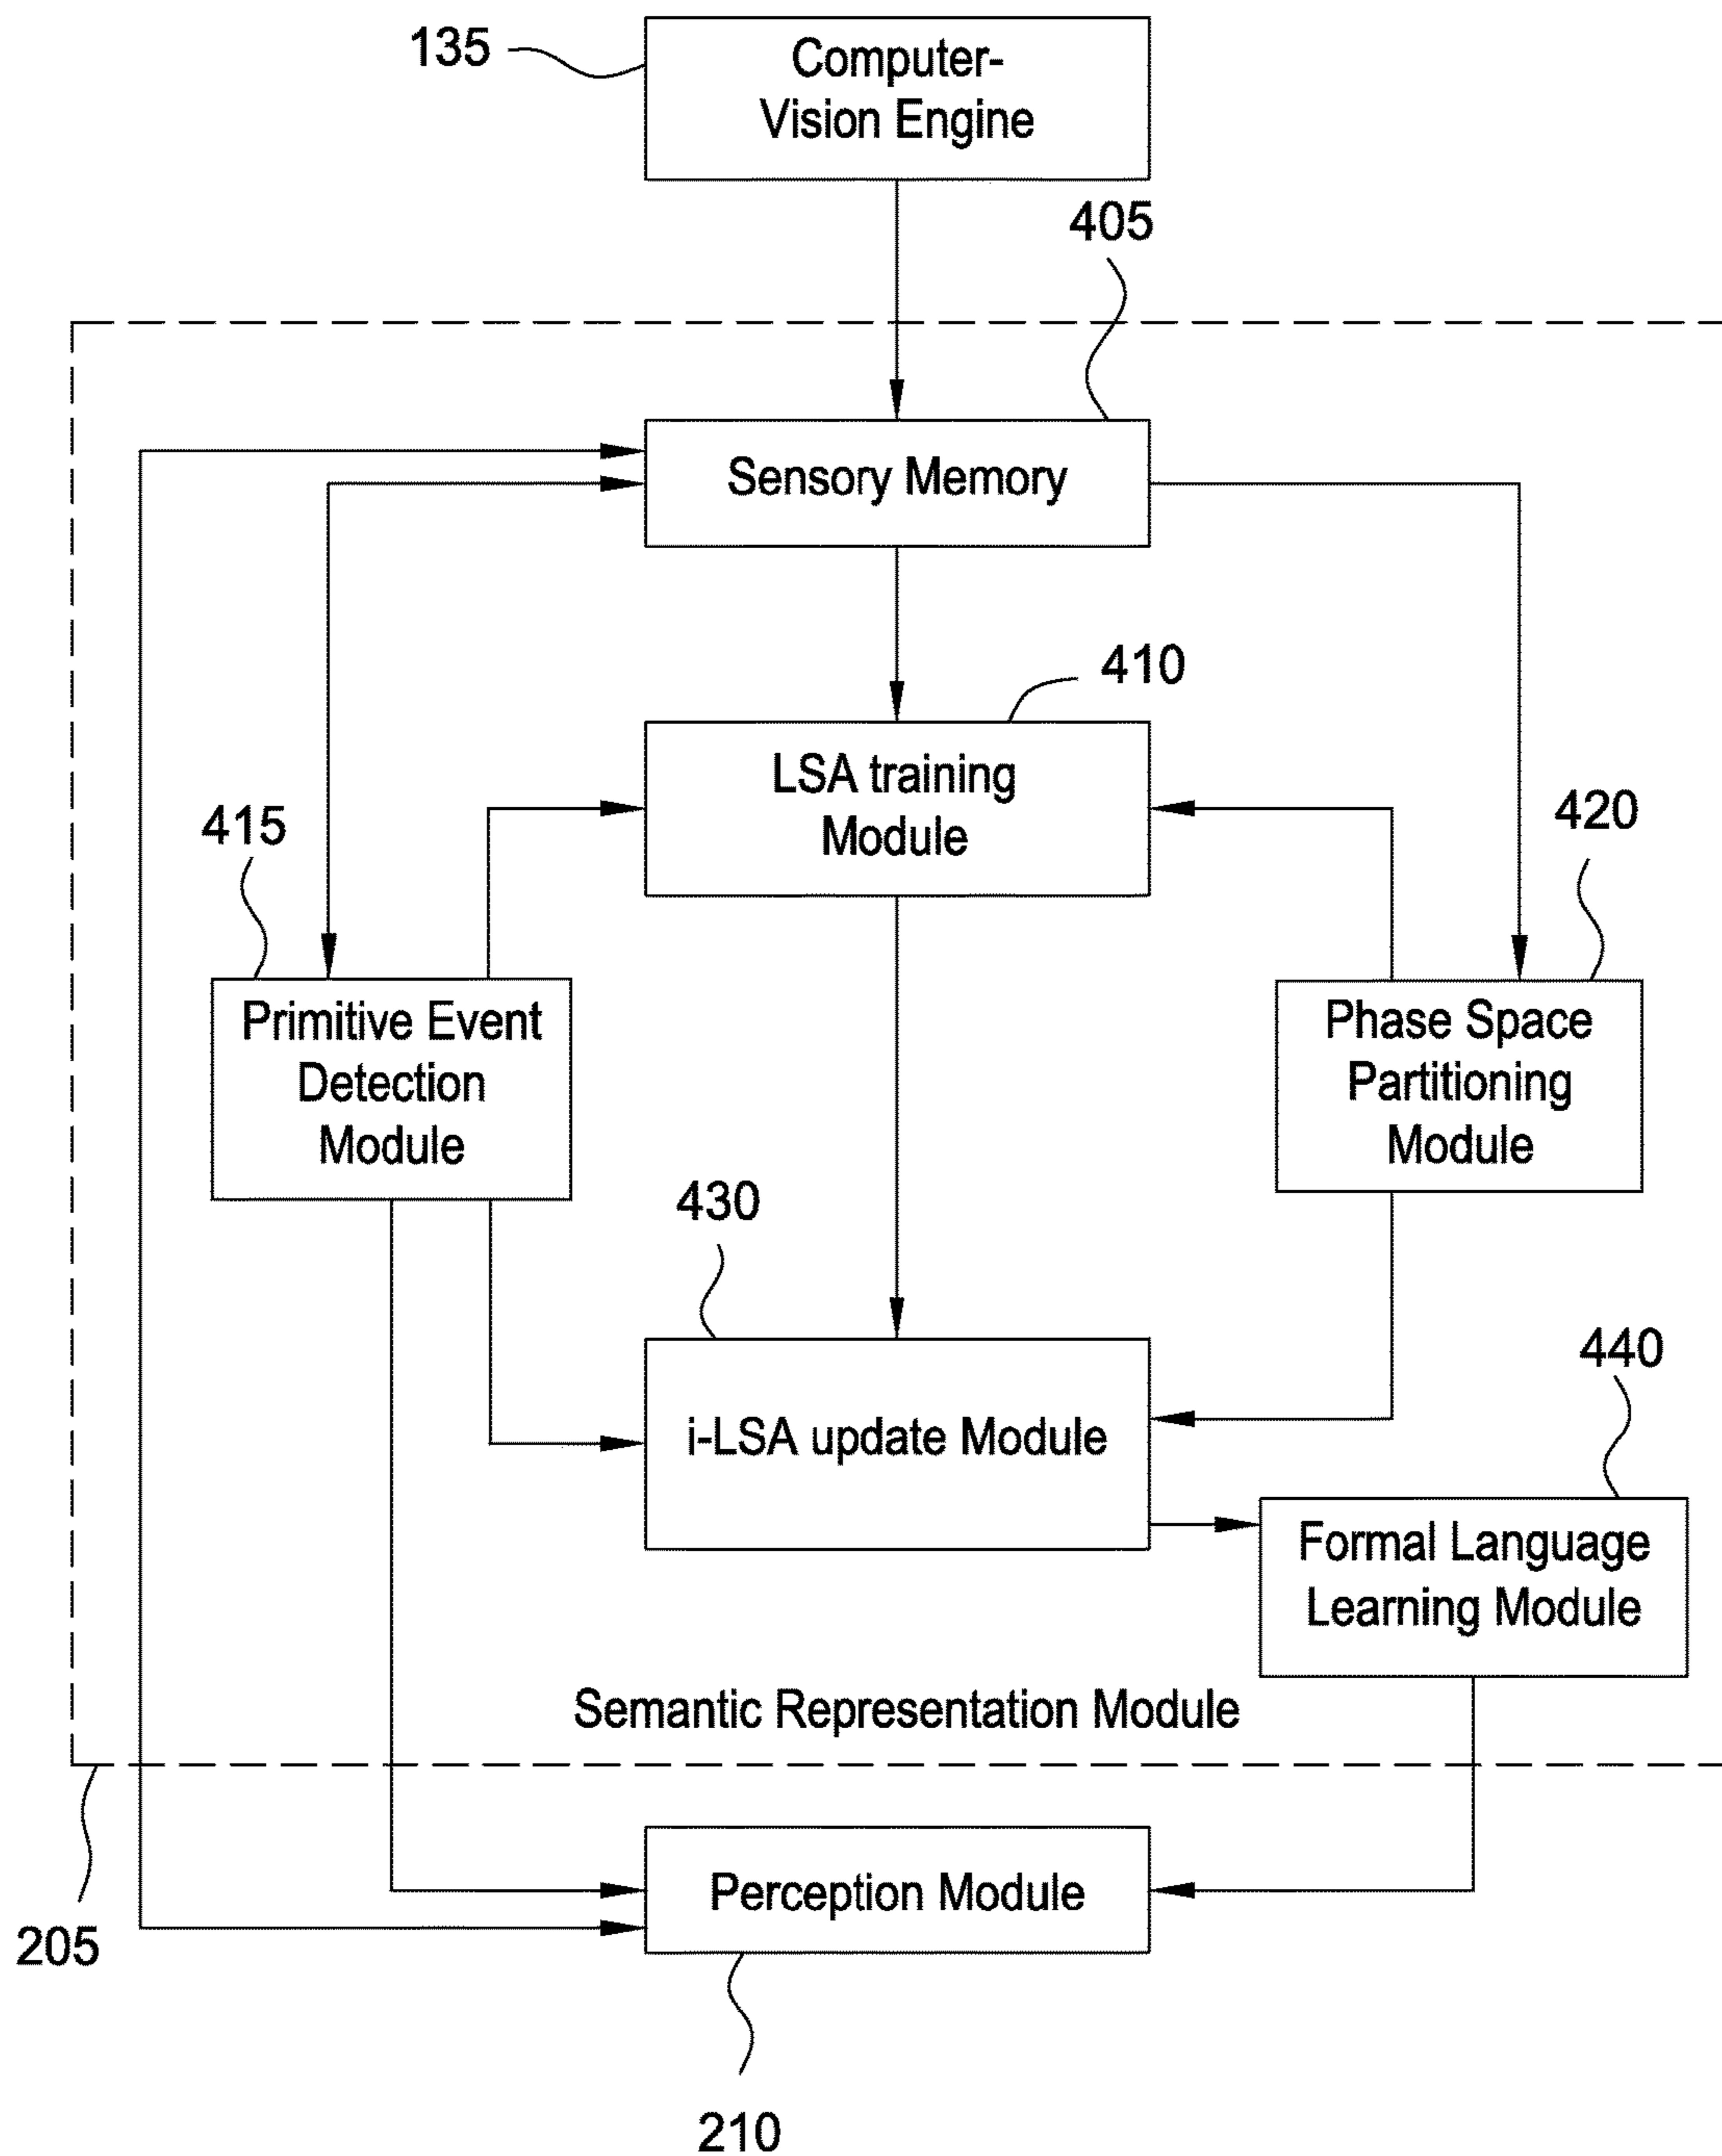 135
Computer-
Vision Engine
405
Sensory Memory
410
LSA training
Module
415
420
Primitive Event
Detection
Module
Phase Space
Partitioning
Module
430
440
i-LSA update Module
Formal Language
Learning Module
Semantic Representation Module
Perception Module
205
210